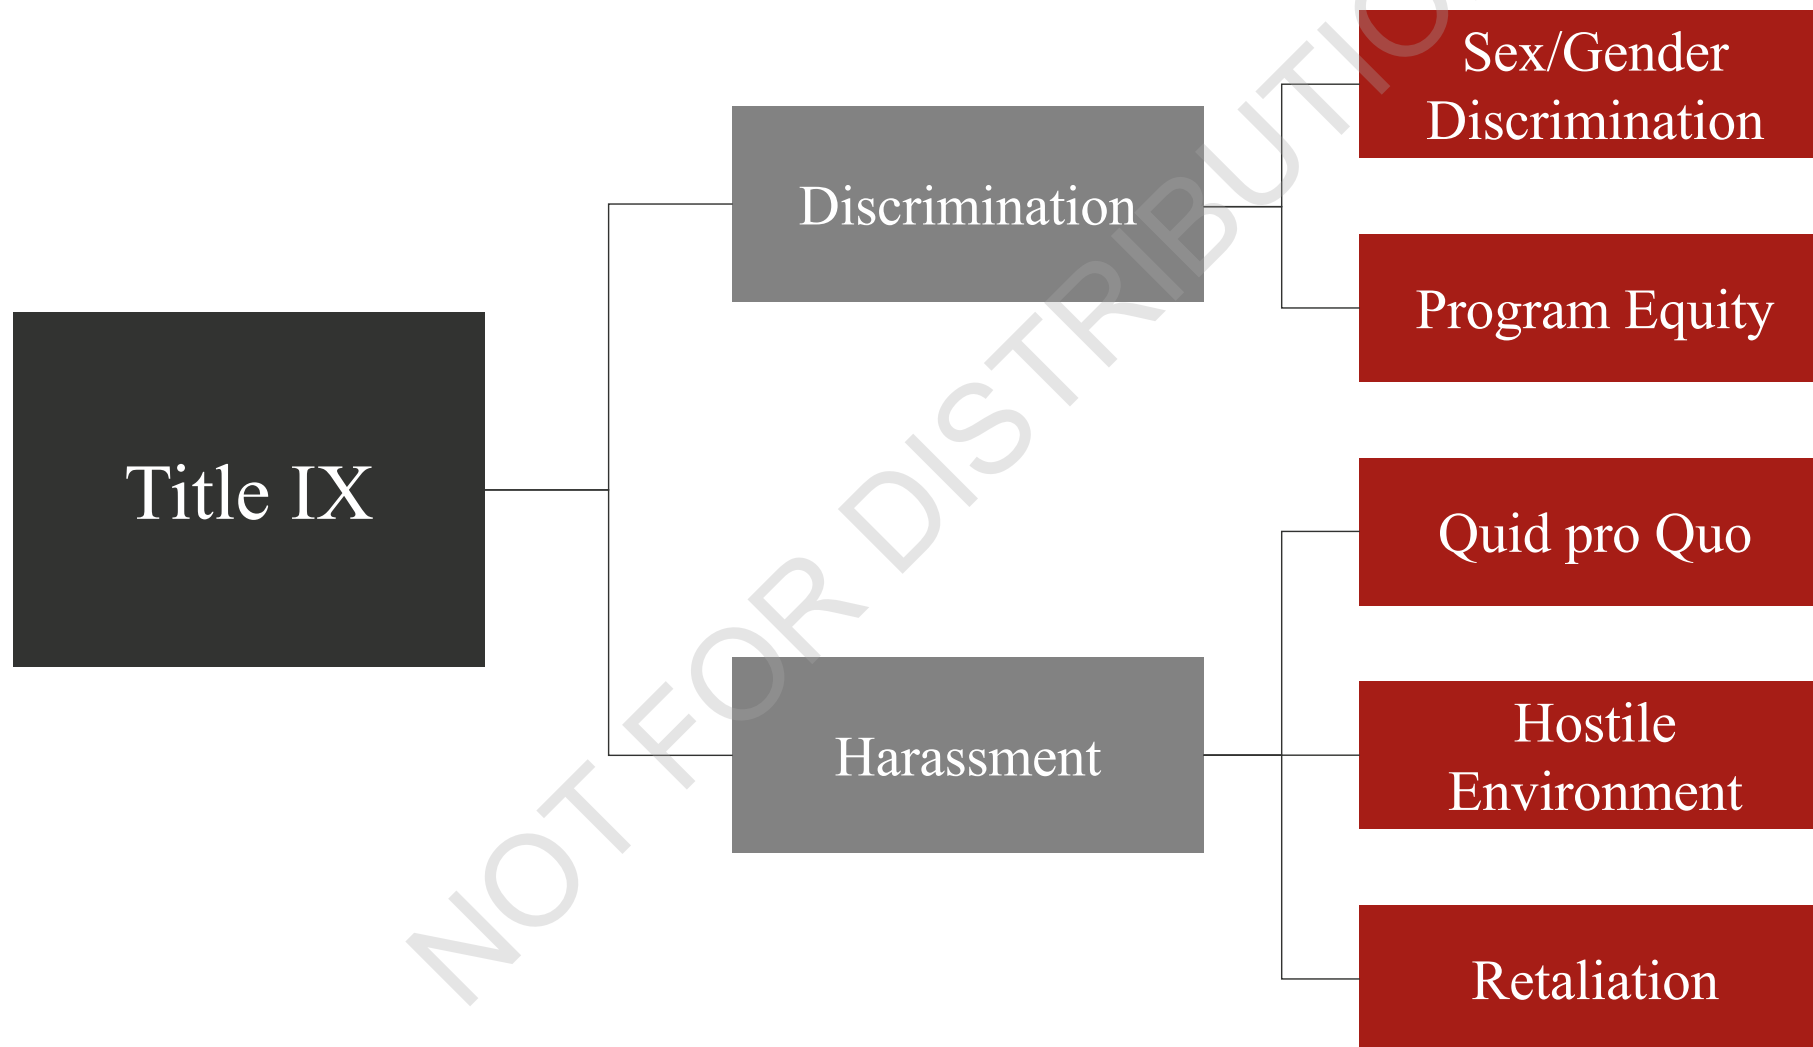 Title IX
Discrimination
Sex/Gender
Discrimination
Program Equity
Harassment
Quid pro Quo
Hostile
Environment
Retaliation
NOT FOR DISTRIBUTIO